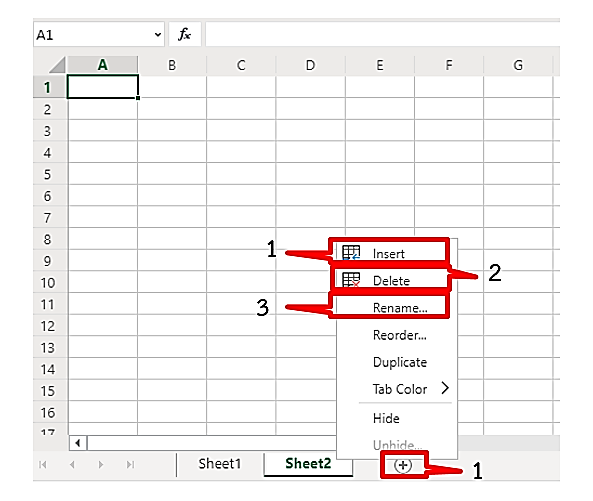 A1 fx
A B C D E F G
1
2
3
4
5
6
7
8
9
10
11
12
13
14
15
16
17
1 Insert
Delete 2
3 Rename...
Reorder...
Duplicate
Tab Color
Hide
Unhide...
Sheet1 Sheet2 1